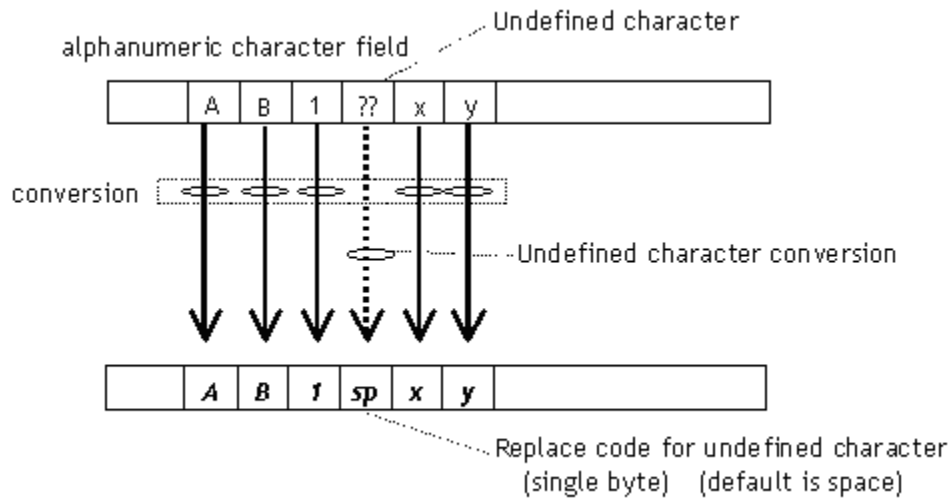 Undefined character
alphanumeric character field
A B 1 ?? x y
conversion
Undefined character conversion
A B 1 sp x y
Replace code for undefined character
(single byte) (default is space)